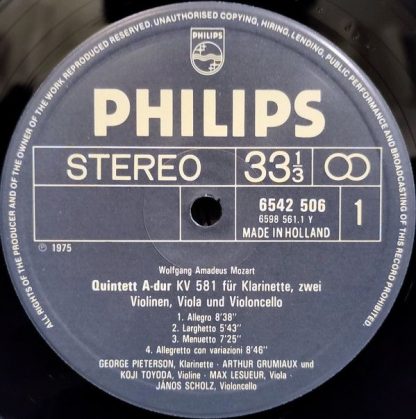 ALL RIGHTS OF THE PRODUCER AND OF THE OWNER OF THE WORK REPRODUCED RESERVED. UNAUTHORISED COPYING, HIRING, LENDING, PUBLIC PERFORMANCE AND BROADCASTING OF THIS RECORD PROHIBITED.
PHILIPS
PHILIPS
STEREO
33 1/3
6542 506
6598 561.1 Y
MADE IN HOLLAND
1
℗ 1975
Wolfgang Amadeus Mozart
Quintett A-dur KV 581 für Klarinette, zwei
Violinen, Viola und Violoncello
1. Allegro 8'38"
2. Larghetto 5'43"
3. Menuetto 7'25"
4. Allegretto con variazioni 8'46"
GEORGE PIETERSON, Klarinette - ARTHUR GRUMIAUX und
KOJI TOYODA, Violine - MAX LESUEUR, Viola -
JÁNOS SCHOLZ, Violoncello